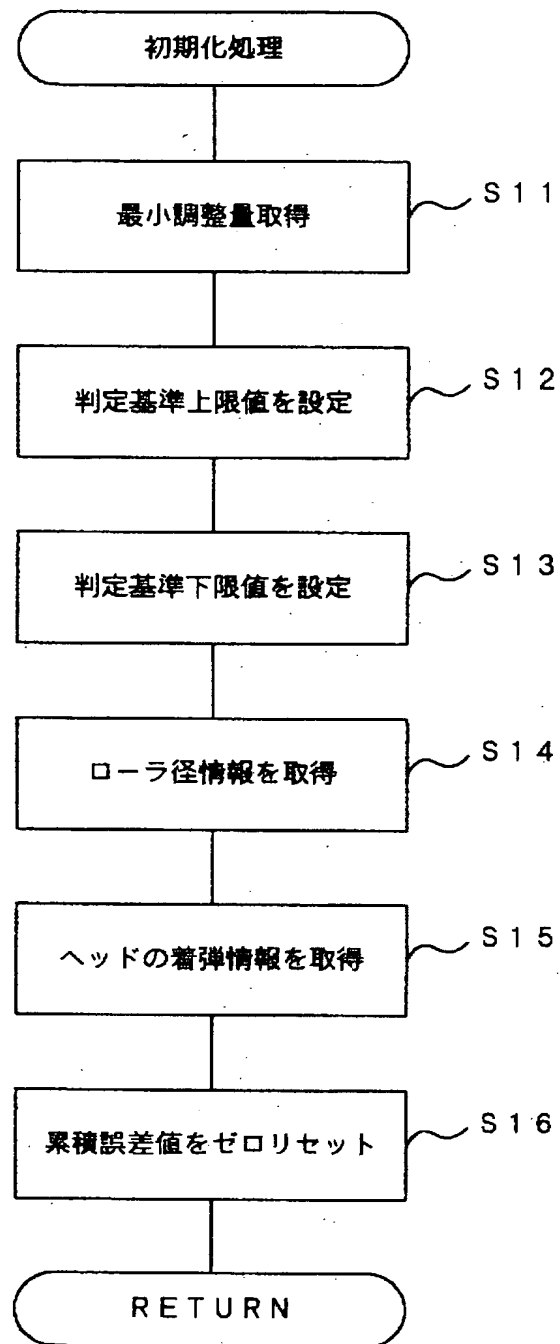 初期化処理
最小調整量取得
S11
判定基準上限値を設定
S12
判定基準下限値を設定
S13
ローラ径情報を取得
S14
ヘッドの着弾情報を取得
S15
累積誤差値をゼロリセット
S16
RETURN